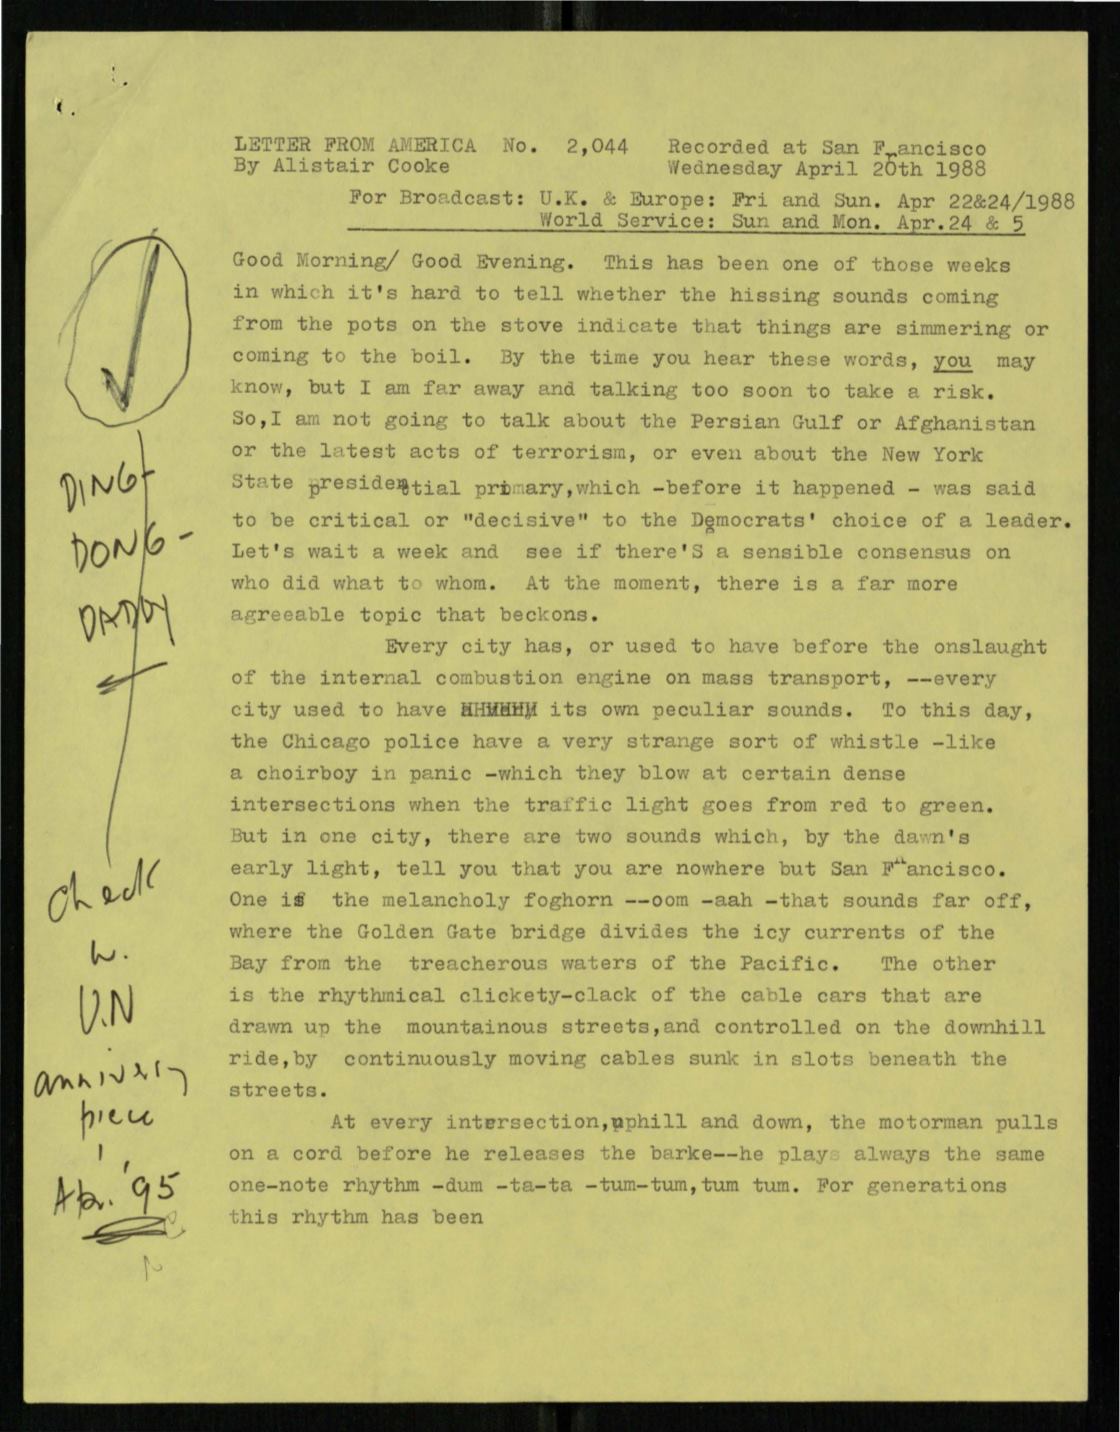 LETTER FROM AMERICA No. 2,044 Recorded at San Francisco
By Alistair Cooke Wednesday April 20th 1988
For Broadcast: U.K. & Europe: Fri and Sun. Apr 22&24/1988
World Service: Sun and Mon. Apr.24 & 5
Good Morning/ Good Evening. This has been one of those weeks
in which it's hard to tell whether the hissing sounds coming
from the pots on the stove indicate that things are simmering or
coming to the boil. By the time you hear these words, you may
know, but I am far away and talking too soon to take a risk.
So,I am not going to talk about the Persian Gulf or Afghanistan
or the latest acts of terrorism, or even about the New York
State presidential primary,which -before it happened - was said
to be critical or "decisive" to the Democrats' choice of a leader.
Let's wait a week and see if there'S a sensible consensus on
who did what to whom. At the moment, there is a far more
agreeable topic that beckons.
Every city has, or used to have before the onslaught
of the internal combustion engine on mass transport, --every
city used to have its own peculiar sounds. To this day,
the Chicago police have a very strange sort of whistle -like
a choirboy in panic -which they blow at certain dense
intersections when the traffic light goes from red to green.
But in one city, there are two sounds which, by the dawn's
early light, tell you that you are nowhere but San Francisco.
One is the melancholy foghorn --oom -aah -that sounds far off,
where the Golden Gate bridge divides the icy currents of the
Bay from the treacherous waters of the Pacific. The other
is the rhythmical clickety-clack of the cable cars that are
drawn up the mountainous streets,and controlled on the downhill
ride,by continuously moving cables sunk in slots beneath the
streets.
At every intersection,uphill and down, the motorman pulls
on a cord before he releases the barke--he plays always the same
one-note rhythm -dum -ta-ta -tum-tum,tum tum. For generations
this rhythm has been
DING-
DONG-
DADDY
check
w.
U.N
anniversy
piece
Apr. '95